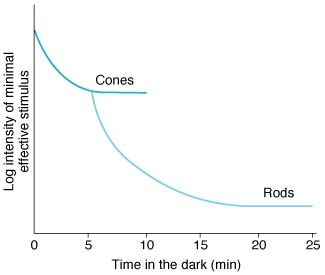 Log intensity of minimal
effective stimulus
Cones
Rods
0 5 10 15 20 25
Time in the dark (min)